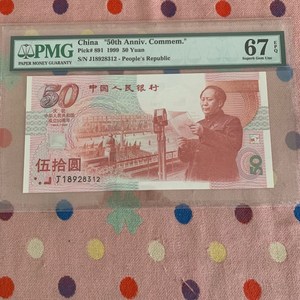 PMG
PAPER MONEY GUARANTY
China "50th Anniv. Commem."
Pick# 891 1999 50 Yuan
S/N J18928312 - People's Republic
67 EPQ
Superb Gem Unc
50
中国人民银行
伍拾圆
J18928312